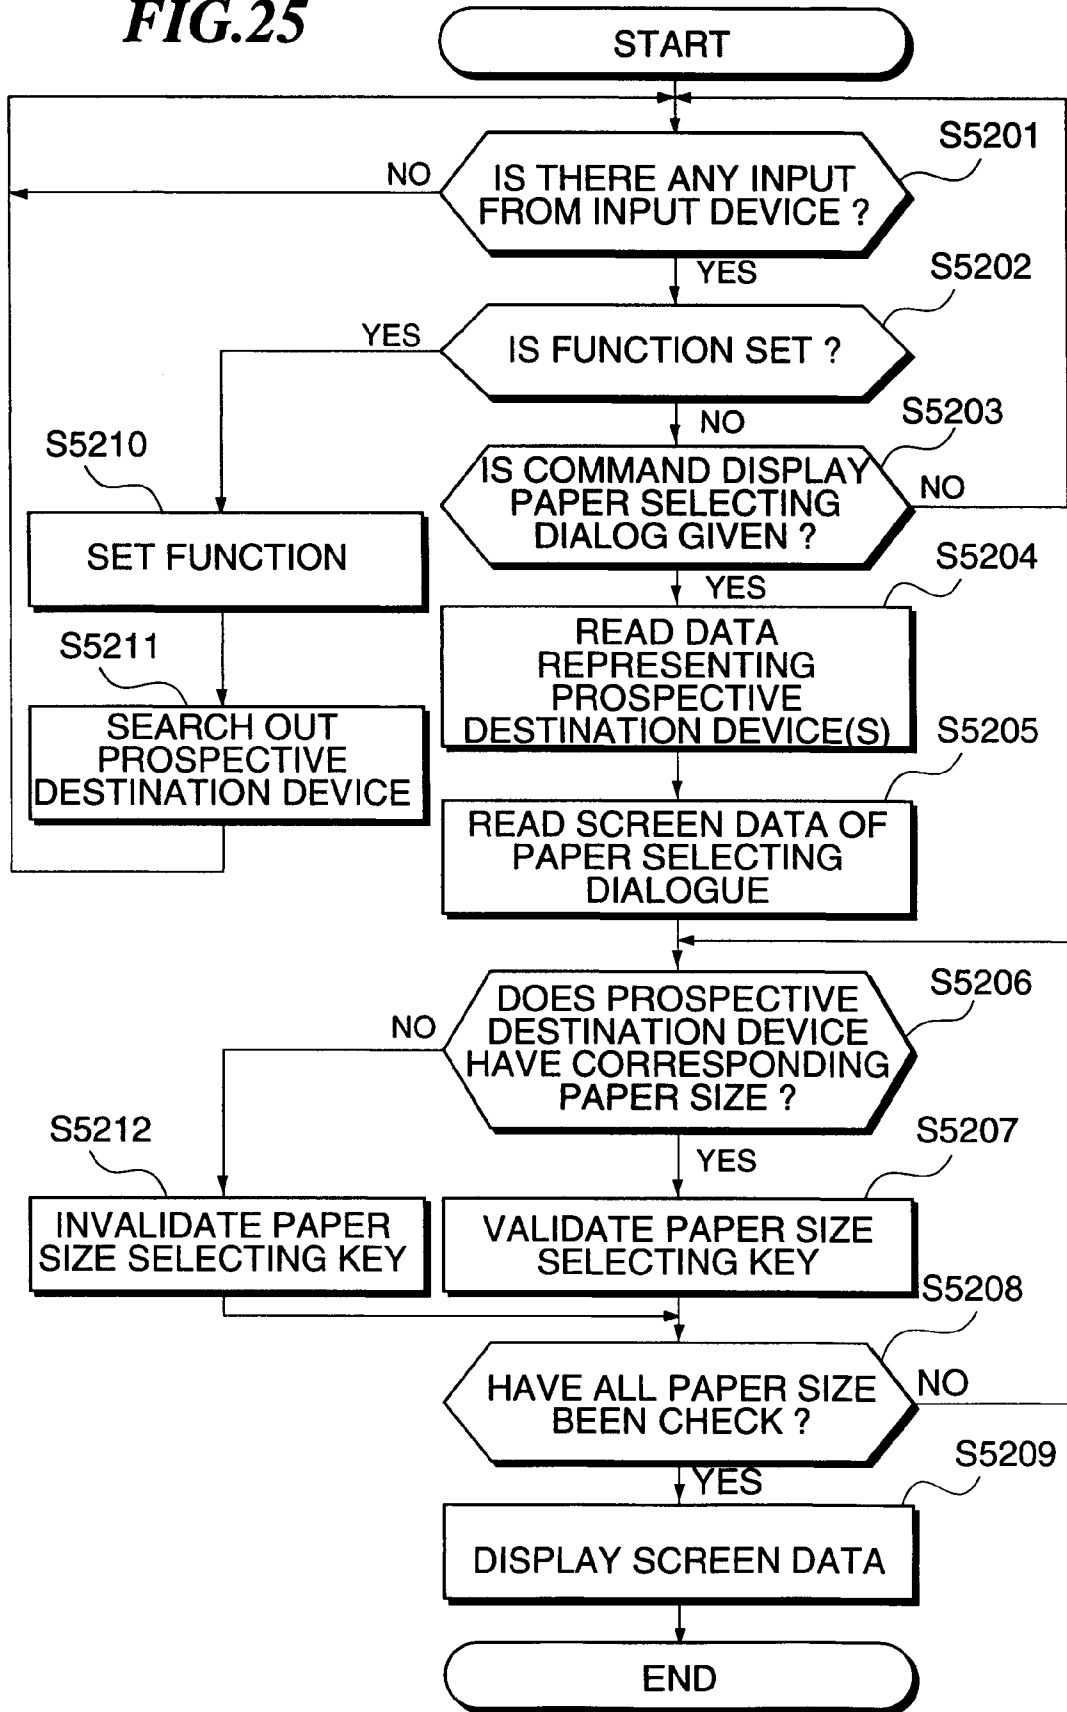 FIG.25
START
S5201
IS THERE ANY INPUT
FROM INPUT DEVICE ?
NO
YES
S5202
IS FUNCTION SET ?
YES
NO
S5203
IS COMMAND DISPLAY
PAPER SELECTING
DIALOG GIVEN ?
NO
YES
S5210
SET FUNCTION
S5211
SEARCH OUT
PROSPECTIVE
DESTINATION DEVICE
S5204
READ DATA
REPRESENTING
PROSPECTIVE
DESTINATION DEVICE(S)
S5205
READ SCREEN DATA OF
PAPER SELECTING
DIALOGUE
S5206
DOES PROSPECTIVE
DESTINATION DEVICE
HAVE CORRESPONDING
PAPER SIZE ?
NO
YES
S5212
INVALIDATE PAPER
SIZE SELECTING KEY
S5207
VALIDATE PAPER SIZE
SELECTING KEY
S5208
HAVE ALL PAPER SIZE
BEEN CHECK ?
NO
YES
S5209
DISPLAY SCREEN DATA
END